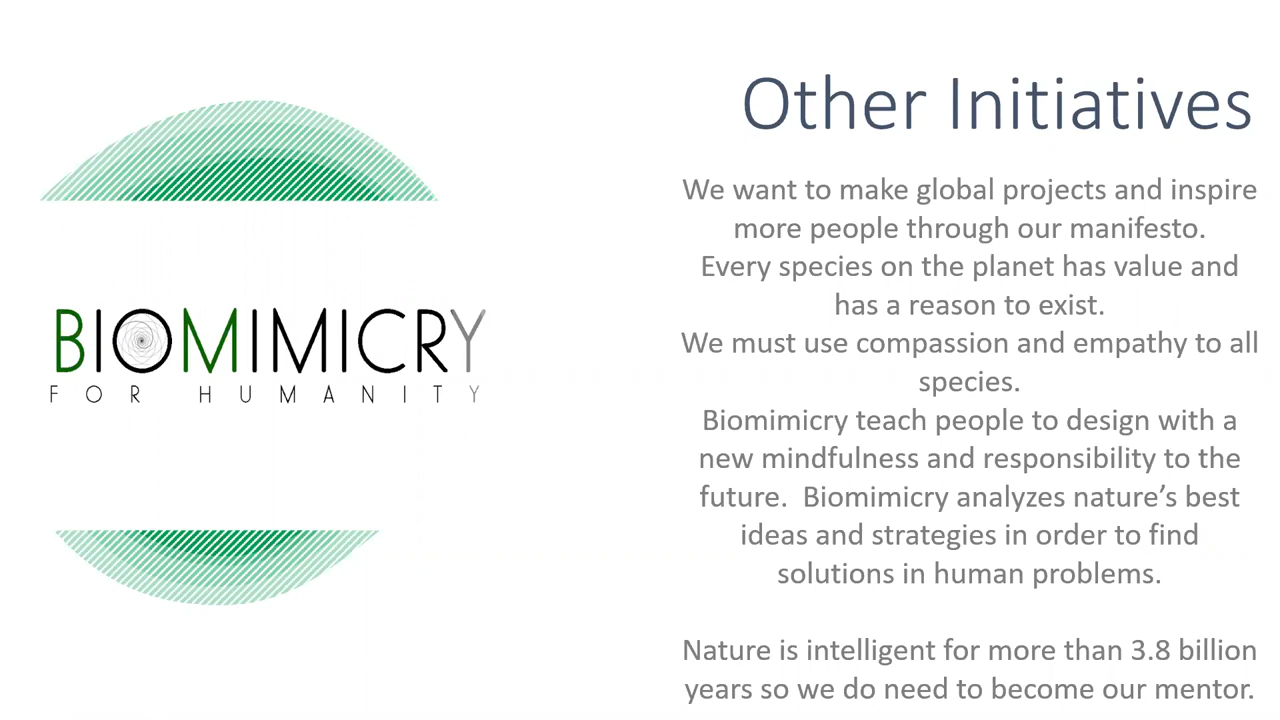 Other Initiatives
We want to make global projects and inspire
more people through our manifesto.
Every species on the planet has value and
has a reason to exist.
We must use compassion and empathy to all
species.
Biomimicry teach people to design with a
new mindfulness and responsibility to the
future.  Biomimicry analyzes nature’s best
ideas and strategies in order to find
solutions in human problems.
Nature is intelligent for more than 3.8 billion
years so we do need to become our mentor.
BIOMIMICRY
FOR HUMANITY